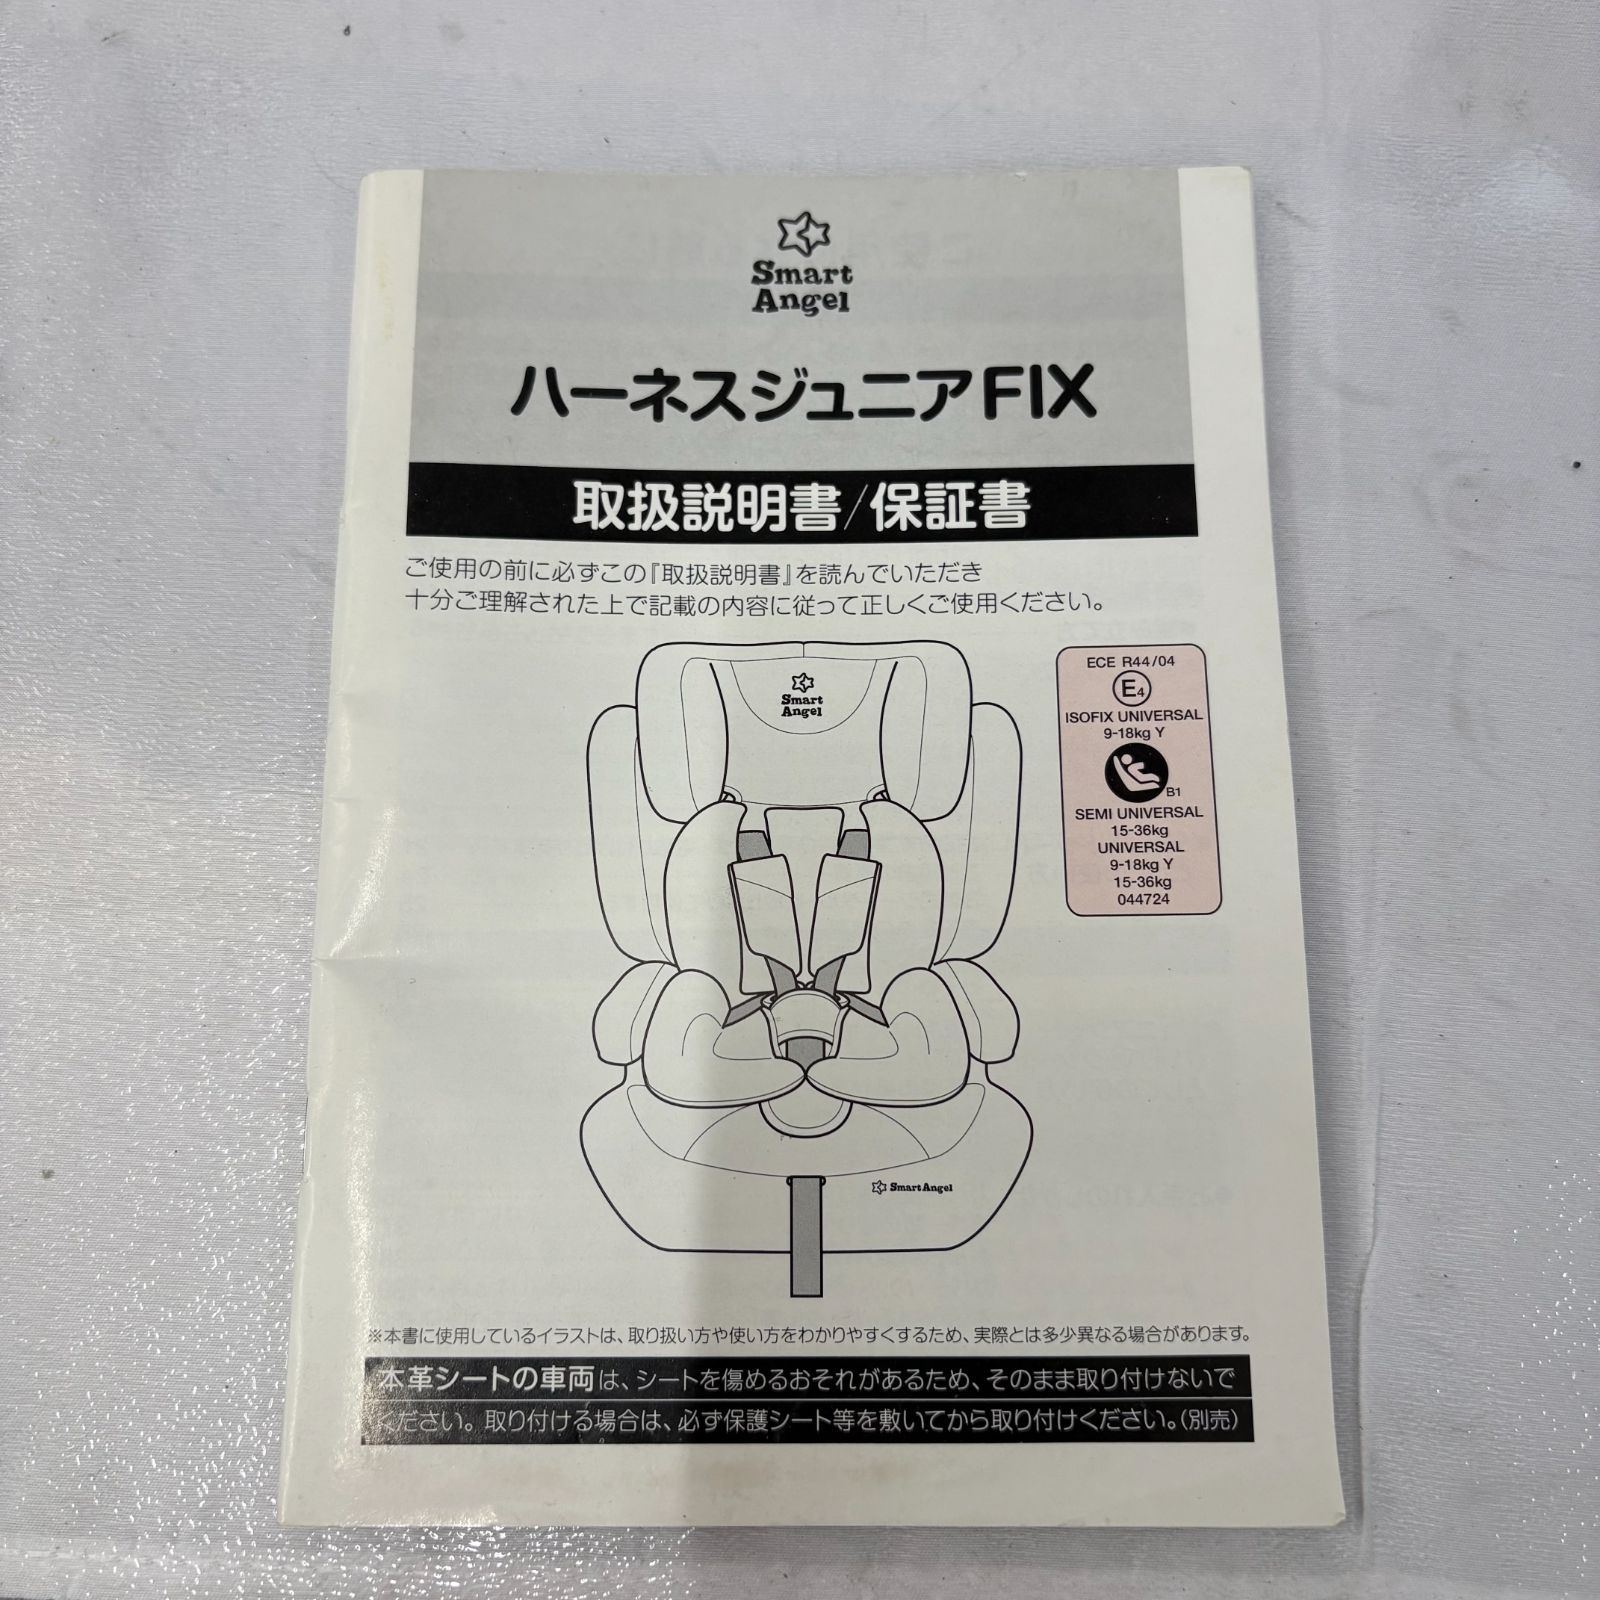 Smart
Angel
ハーネスジュニアFIX
取扱説明書/保証書
ご使用の前に必ずこの『取扱説明書』を読んでいただき
十分ご理解された上で記載の内容に従って正しくご使用ください。
Smart
Angel
ECE R44/04
E4
ISOFIX UNIVERSAL
9-18kg Y
B1
SEMI UNIVERSAL
15-36kg
UNIVERSAL
9-18kg Y
15-36kg
044724
Smart Angel
※本書に使用しているイラストは、取り扱い方や使い方をわかりやすくするため、実際とは多少異なる場合があります。
本革シートの車両は、シートを傷めるおそれがあるため、そのまま取り付けないで
ください。取り付ける場合は、必ず保護シート等を敷いてから取り付けください。(別売)